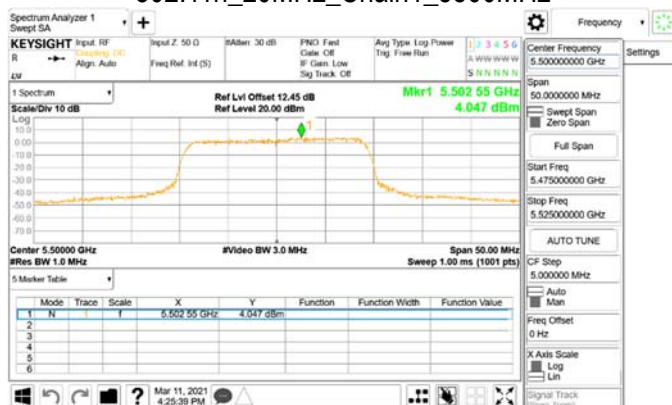 Spectrum Analyzer 1
Swept SA
Frequency
KEYSIGHT
R
Input: RF
Coupling: DC
Align: Auto
Input Z: 50 Ω
Freq Ref: Int (S)
#Atten: 30 dB
PNO: Fast
Gate: Off
IF Gain: Low
Sig Track: Off
Avg Type: Log-Power
Trig: Free Run
1 2 3 4 5 6
A W W W W W
S N N N N N
Center Frequency
5.500000000 GHz
Settings
Span
50.0000000 MHz
Swept Span
Zero Span
Full Span
Start Freq
5.475000000 GHz
Stop Freq
5.525000000 GHz
AUTO TUNE
CF Step
5.000000 MHz
Auto
Man
Freq Offset
0 Hz
X Axis Scale
Log
Lin
Signal Track
1 Spectrum
Scale/Div 10 dB
Ref Lvl Offset 12.45 dB
Ref Level 20.00 dBm
Mkr1 5.502 55 GHz
4.047 dBm
Log
10.0
0.00
-10.0
-20.0
-30.0
-40.0
-50.0
-60.0
-70.0
1
Center 5.50000 GHz
#Res BW 1.0 MHz
#Video BW 3.0 MHz
Span 50.00 MHz
Sweep 1.00 ms (1001 pts)
5 Marker Table
Mode Trace Scale X Y Function Function Width Function Value
1 N 1 f 5.502 55 GHz 4.047 dBm
2
3
4
5
6
Mar 11, 2021
4:25:39 PM